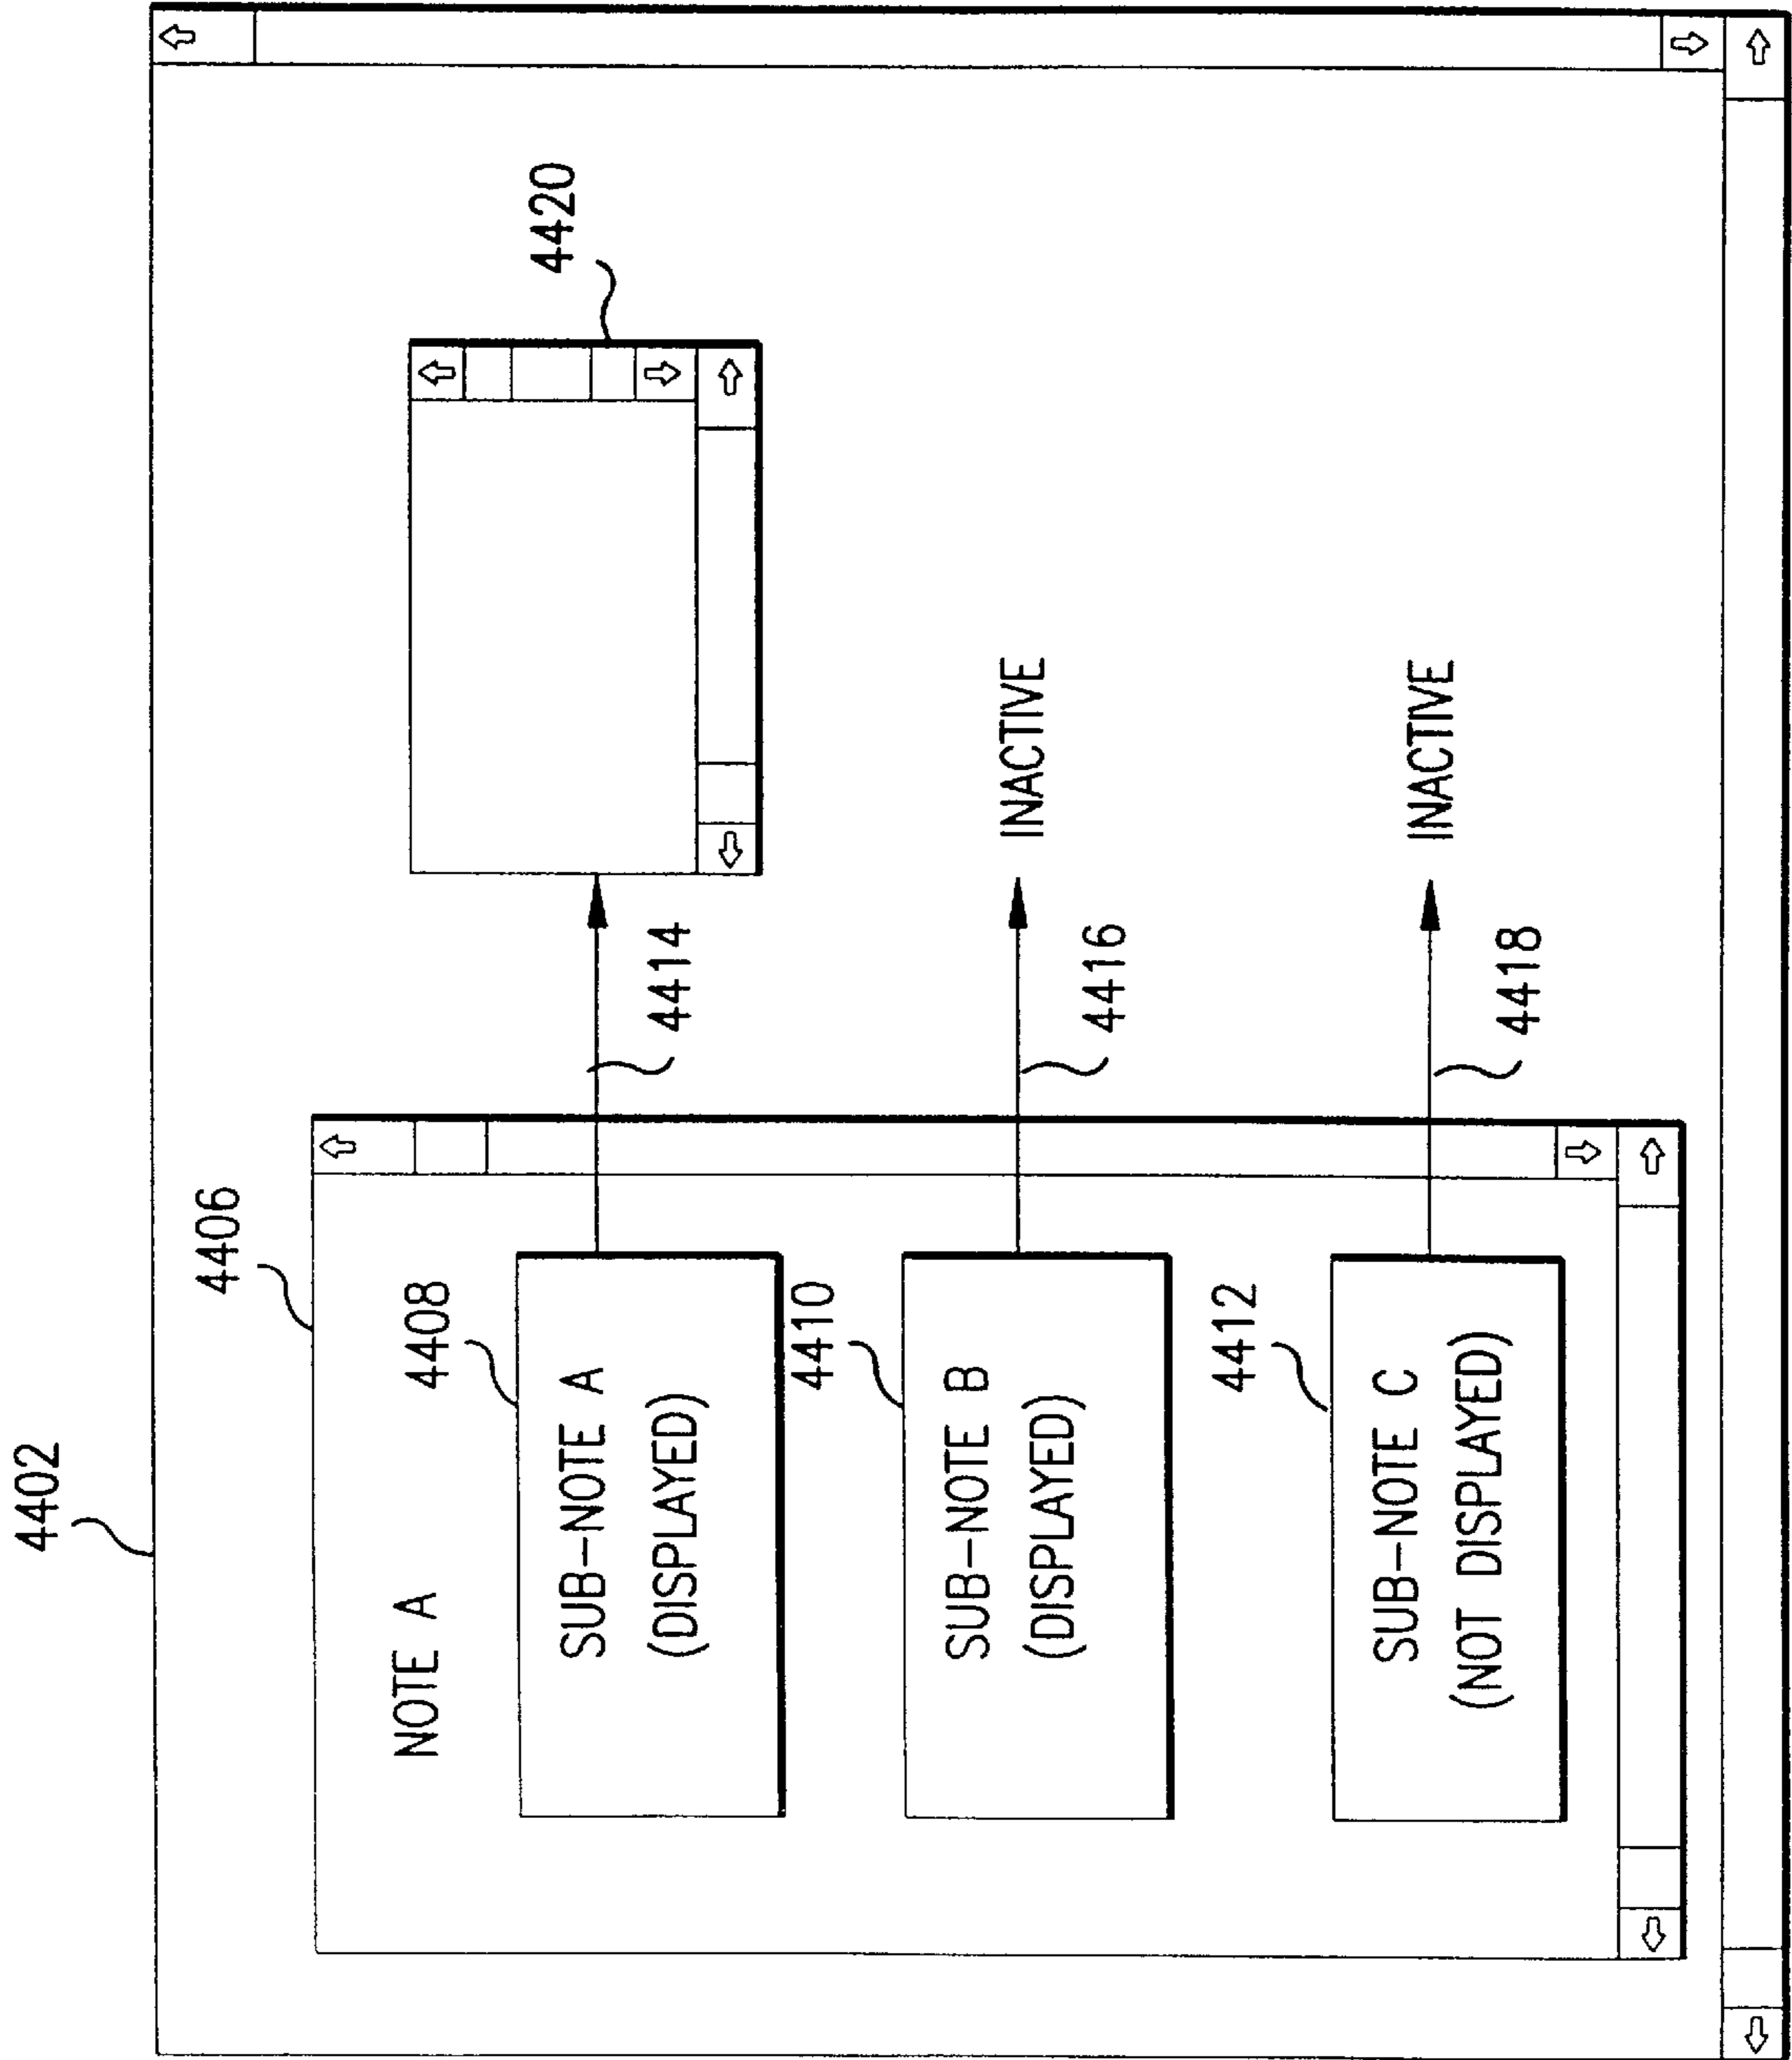 4402
4406
NOTE A
4408
SUB-NOTE A
(DISPLAYED)
4414
4420
4410
SUB-NOTE B
(DISPLAYED)
4416
INACTIVE
4412
SUB-NOTE C
(NOT DISPLAYED)
4418
INACTIVE